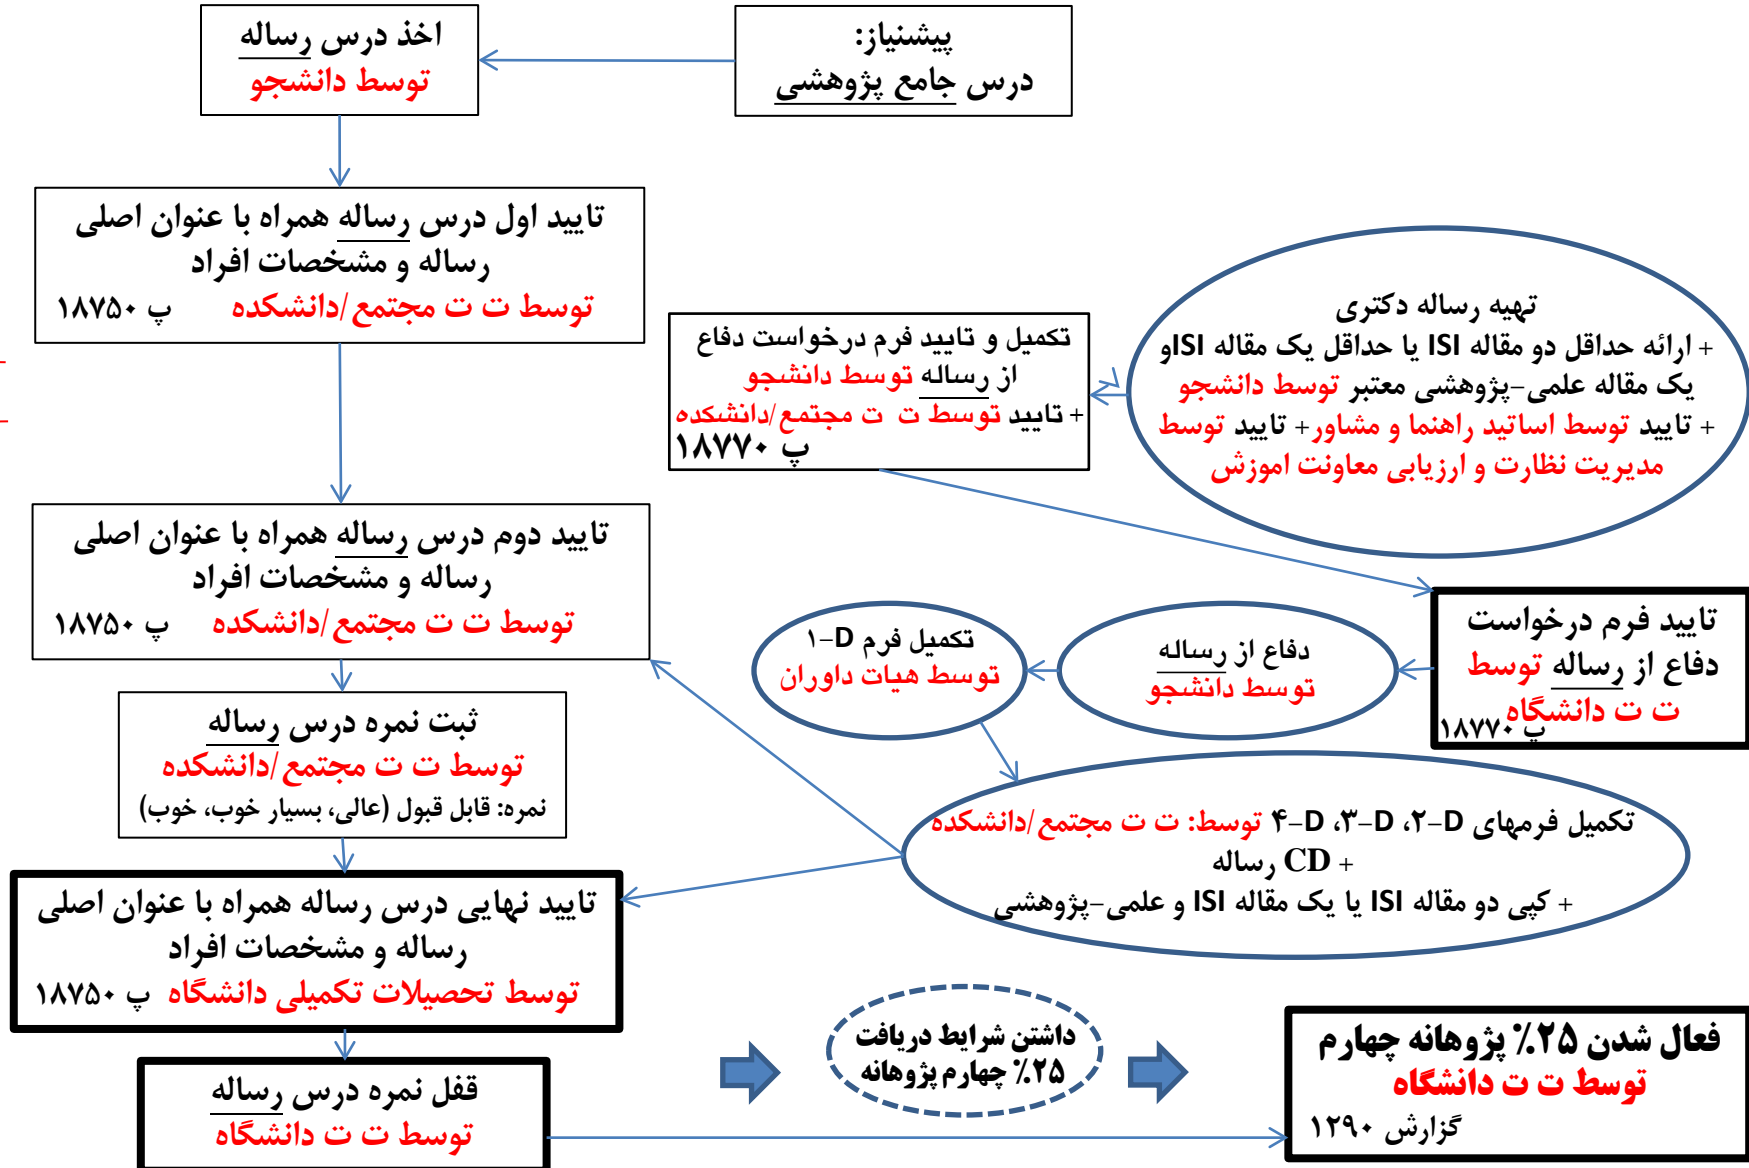 پیشنیاز:
درس جامع پژوهشی
اخذ درس رساله
توسط دانشجو
تایید اول درس رساله همراه با عنوان اصلی
رساله و مشخصات افراد
توسط ت ت مجتمع/دانشکده پ ۱۸۷۵۰
تهیه رساله دکتری
+ ارائه حداقل دو مقاله ISI یا حداقل یک مقاله ISIو
یک مقاله علمی-پژوهشی معتبر توسط دانشجو
+ تایید توسط اساتید راهنما و مشاور+ تایید توسط
مدیریت نظارت و ارزیابی معاونت اموزش
تکمیل و تایید فرم درخواست دفاع
از رساله توسط دانشجو
+ تایید توسط ت ت مجتمع/دانشکده
پ ۱۸۷۷۰
تایید فرم درخواست
دفاع از رساله توسط
ت ت دانشگاه
پ ۱۸۷۷۰
دفاع از رساله
توسط دانشجو
تکمیل فرم D-۱
توسط هیات داوران
تکمیل فرمهای D-۲، D-۳، D-۴ توسط: ت ت مجتمع/دانشکده
+ CD رساله
+ کپی دو مقاله ISI یا یک مقاله ISI و علمی-پژوهشی
تایید دوم درس رساله همراه با عنوان اصلی
رساله و مشخصات افراد
توسط ت ت مجتمع/دانشکده پ ۱۸۷۵۰
ثبت نمره درس رساله
توسط ت ت مجتمع/دانشکده
نمره: قابل قبول (عالی، بسیار خوب، خوب)
تایید نهایی درس رساله همراه با عنوان اصلی
رساله و مشخصات افراد
توسط تحصیلات تکمیلی دانشگاه پ ۱۸۷۵۰
قفل نمره درس رساله
توسط ت ت دانشگاه
داشتن شرایط دریافت
۲۵٪ چهارم پژوهانه
فعال شدن ۲۵٪ پژوهانه چهارم
توسط ت ت دانشگاه
گزارش ۱۲۹۰